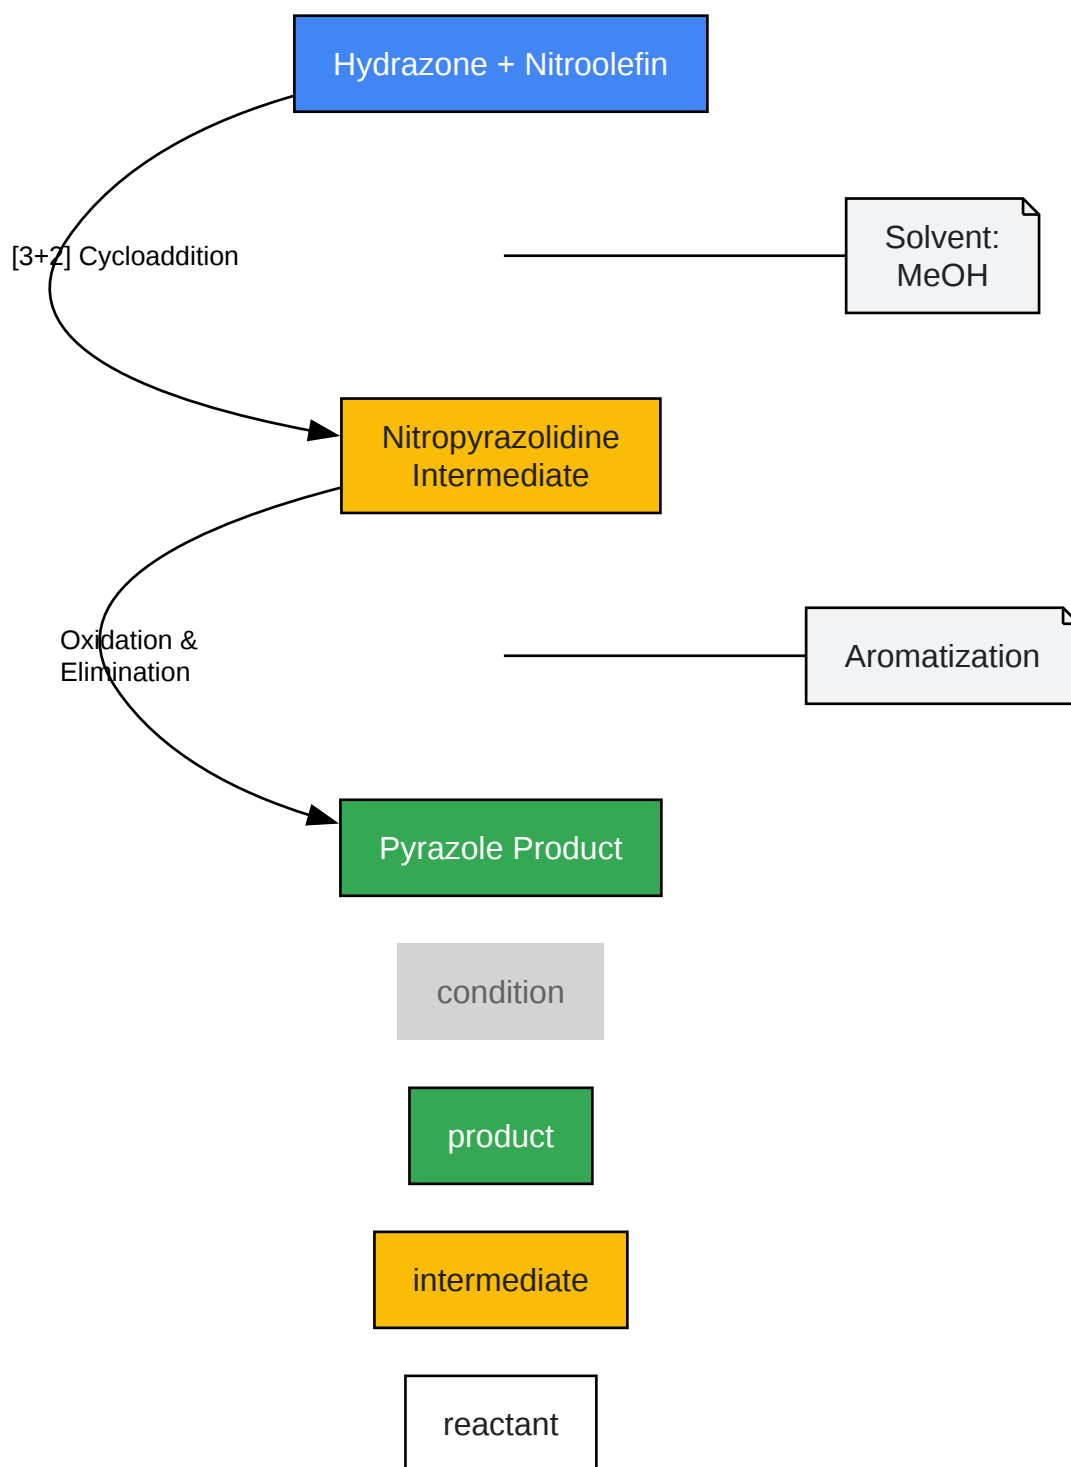 Hydrazone + Nitroolefin
[3+2] Cycloaddition
Solvent:
MeOH
Nitropyrazolidine
Intermediate
Oxidation &
Elimination
Aromatization
Pyrazole Product
condition
product
intermediate
reactant